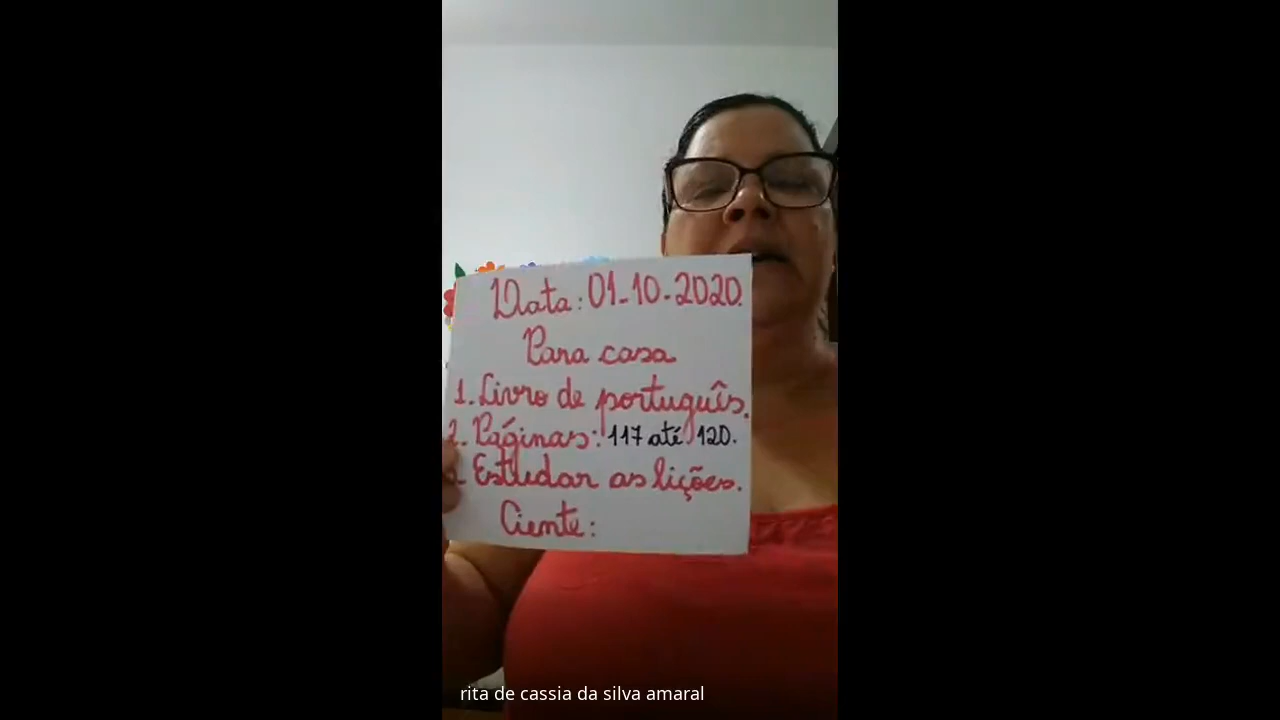 Data: 01-10-2020.
Para casa
1. Livro de português.
2. Páginas: 117 até 120.
Estudar as lições.
Ciente:
rita de cassia da silva amaral